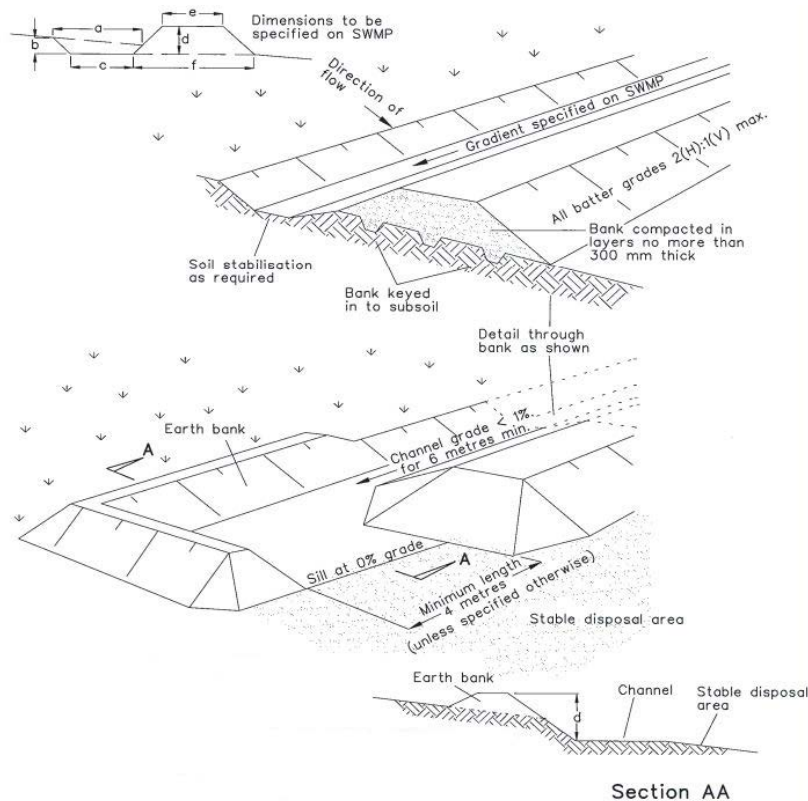 a
e
Dimensions to be
specified on SWMP
b
d
c
f
Direction of
flow
Gradient specified on SWMP
All batter grades 2(H):1(V) max.
Bank compacted in
layers no more than
300 mm thick
Soil stabilisation
as required
Bank keyed
in to subsoil
Detail through
bank as shown
Earth bank
A
Channel grade < 1%
for 6 metres min.
Sill at 0% grade
A
Minimum length
4 metres
(unless specified otherwise)
Stable disposal area
Earth bank
d
Channel
Stable disposal
area
Section AA